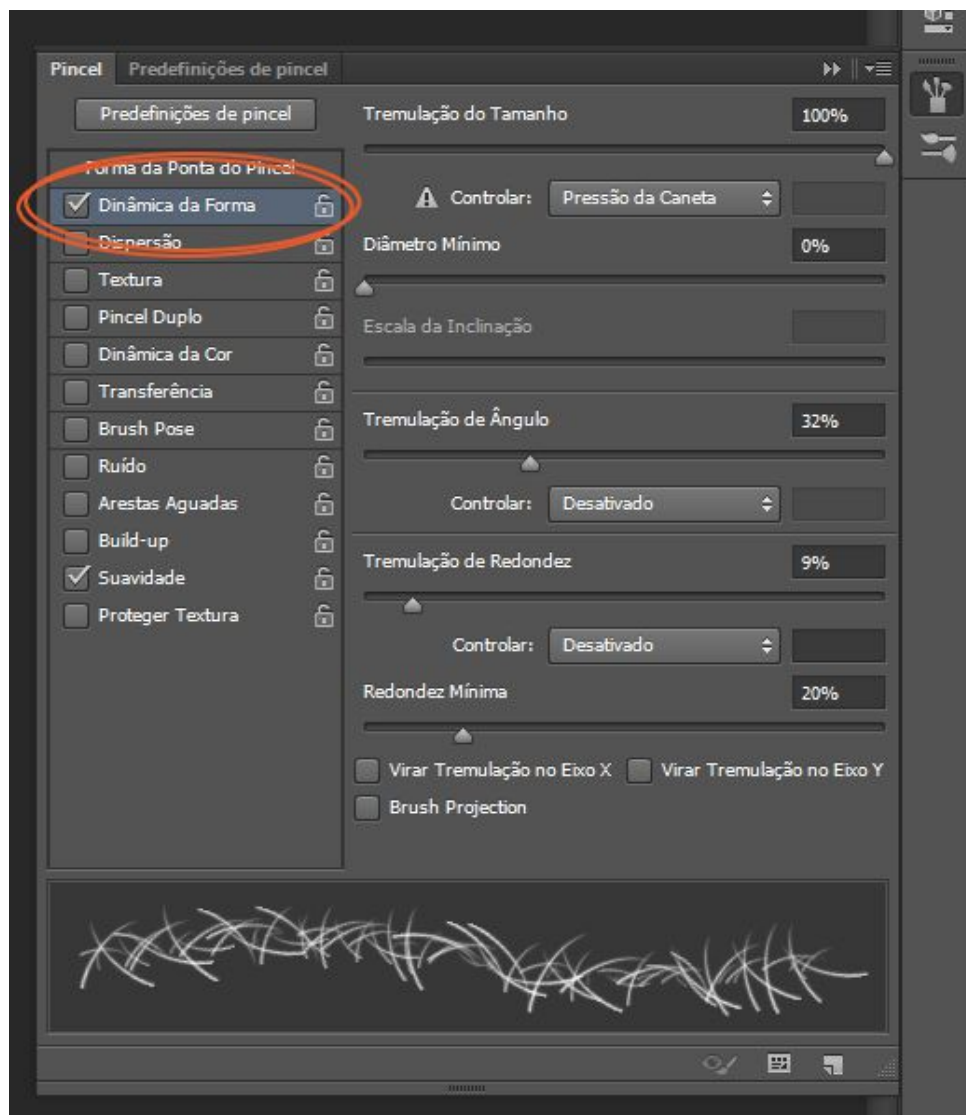 Pincel Predefinições de pincel
Predefinições de pincel
Forma da Ponta do Pincel
Dinâmica da Forma
Dispersão
Textura
Pincel Duplo
Dinâmica da Cor
Transferência
Brush Pose
Ruído
Arestas Aguadas
Build-up
Suavidade
Proteger Textura
Tremulação do Tamanho 100%
Controlar: Pressão da Caneta
Diâmetro Mínimo 0%
Escala da Inclinação
Tremulação de Ângulo 32%
Controlar: Desativado
Tremulação de Redondez 9%
Controlar: Desativado
Redondez Mínima 20%
Virar Tremulação no Eixo X Virar Tremulação no Eixo Y
Brush Projection